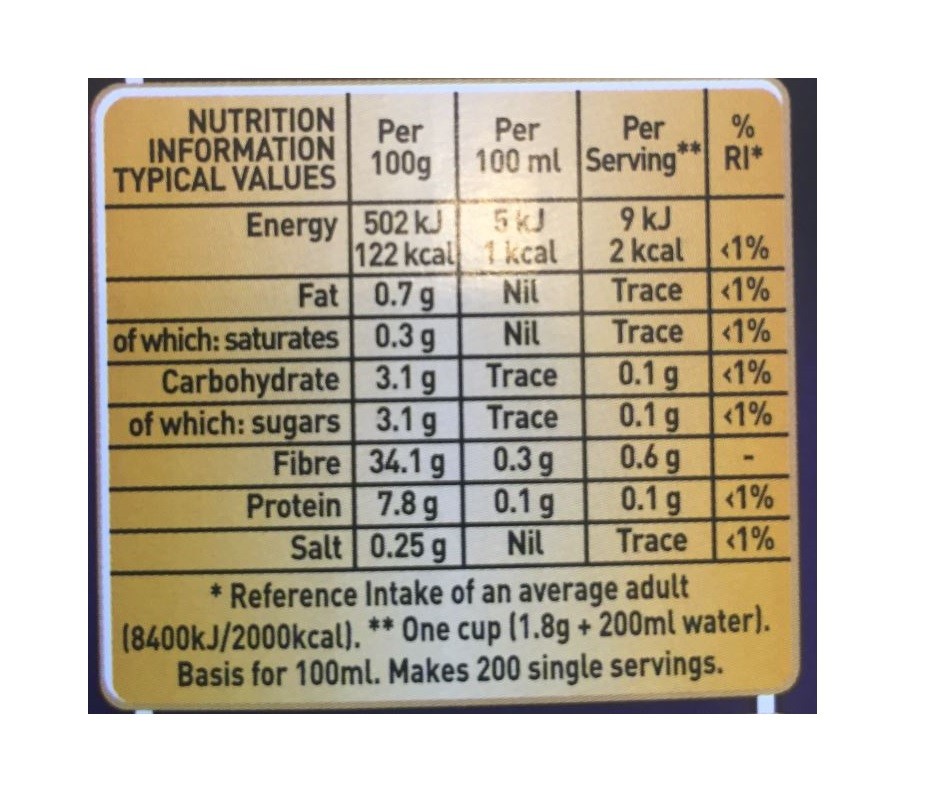 NUTRITION INFORMATION TYPICAL VALUES Per 100g Per 100 ml Per Serving** % RI*
Energy 502 kJ 122 kcal 5 kJ 1 kcal 9 kJ 2 kcal <1%
Fat 0.7 g Nil Trace <1%
of which: saturates 0.3 g Nil Trace <1%
Carbohydrate 3.1 g Trace 0.1 g <1%
of which: sugars 3.1 g Trace 0.1 g <1%
Fibre 34.1 g 0.3 g 0.6 g -
Protein 7.8 g 0.1 g 0.1 g <1%
Salt 0.25 g Nil Trace <1%
* Reference Intake of an average adult
(8400kJ/2000kcal). ** One cup (1.8g + 200ml water).
Basis for 100ml. Makes 200 single servings.